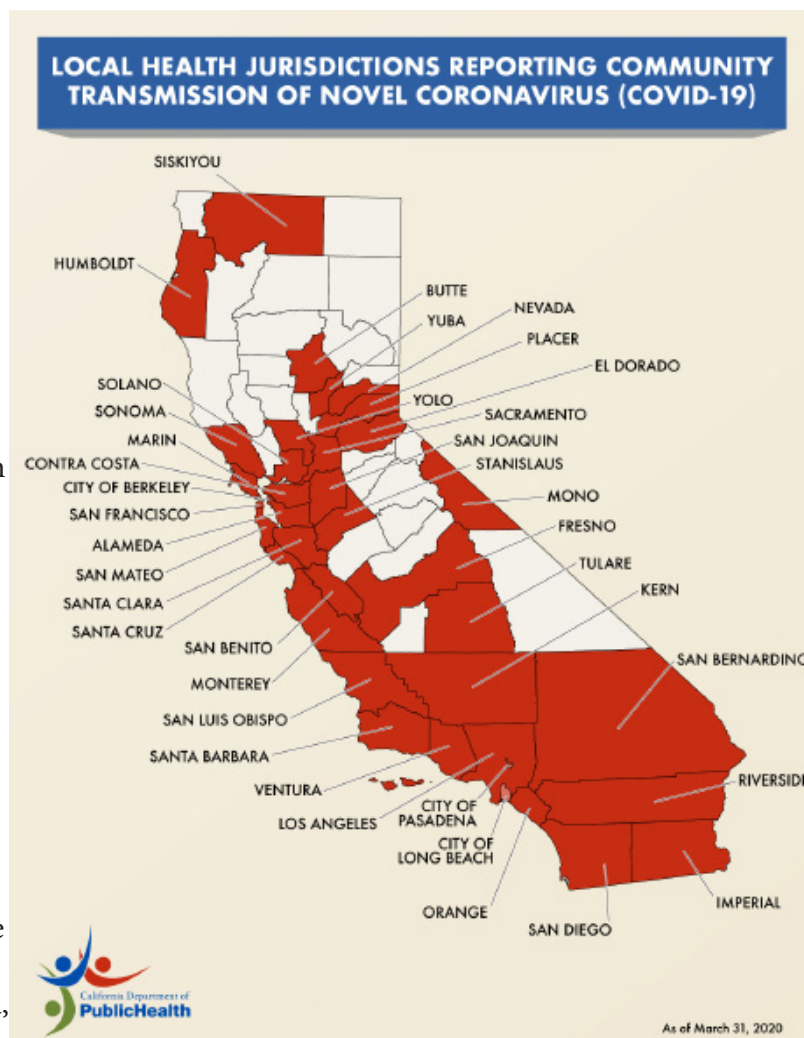 LOCAL HEALTH JURISDICTIONS REPORTING COMMUNITY
TRANSMISSION OF NOVEL CORONAVIRUS (COVID-19)
SISKIYOU
HUMBOLDT
BUTTE
YUBA
NEVADA
PLACER
EL DORADO
SOLANO
YOLO
SONOMA
SACRAMENTO
MARIN
SAN JOAQUIN
CONTRA COSTA
STANISLAUS
CITY OF BERKELEY
MONO
SAN FRANCISCO
FRESNO
ALAMEDA
TULARE
SAN MATEO
KERN
SANTA CLARA
SANTA CRUZ
SAN BENITO
SAN BERNARDINO
MONTEREY
SAN LUIS OBISPO
SANTA BARBARA
RIVERSIDE
VENTURA
LOS ANGELES
CITY OF
PASADENA
CITY OF
LONG BEACH
ORANGE
IMPERIAL
SAN DIEGO
California Department of
PublicHealth
As of March 31, 2020